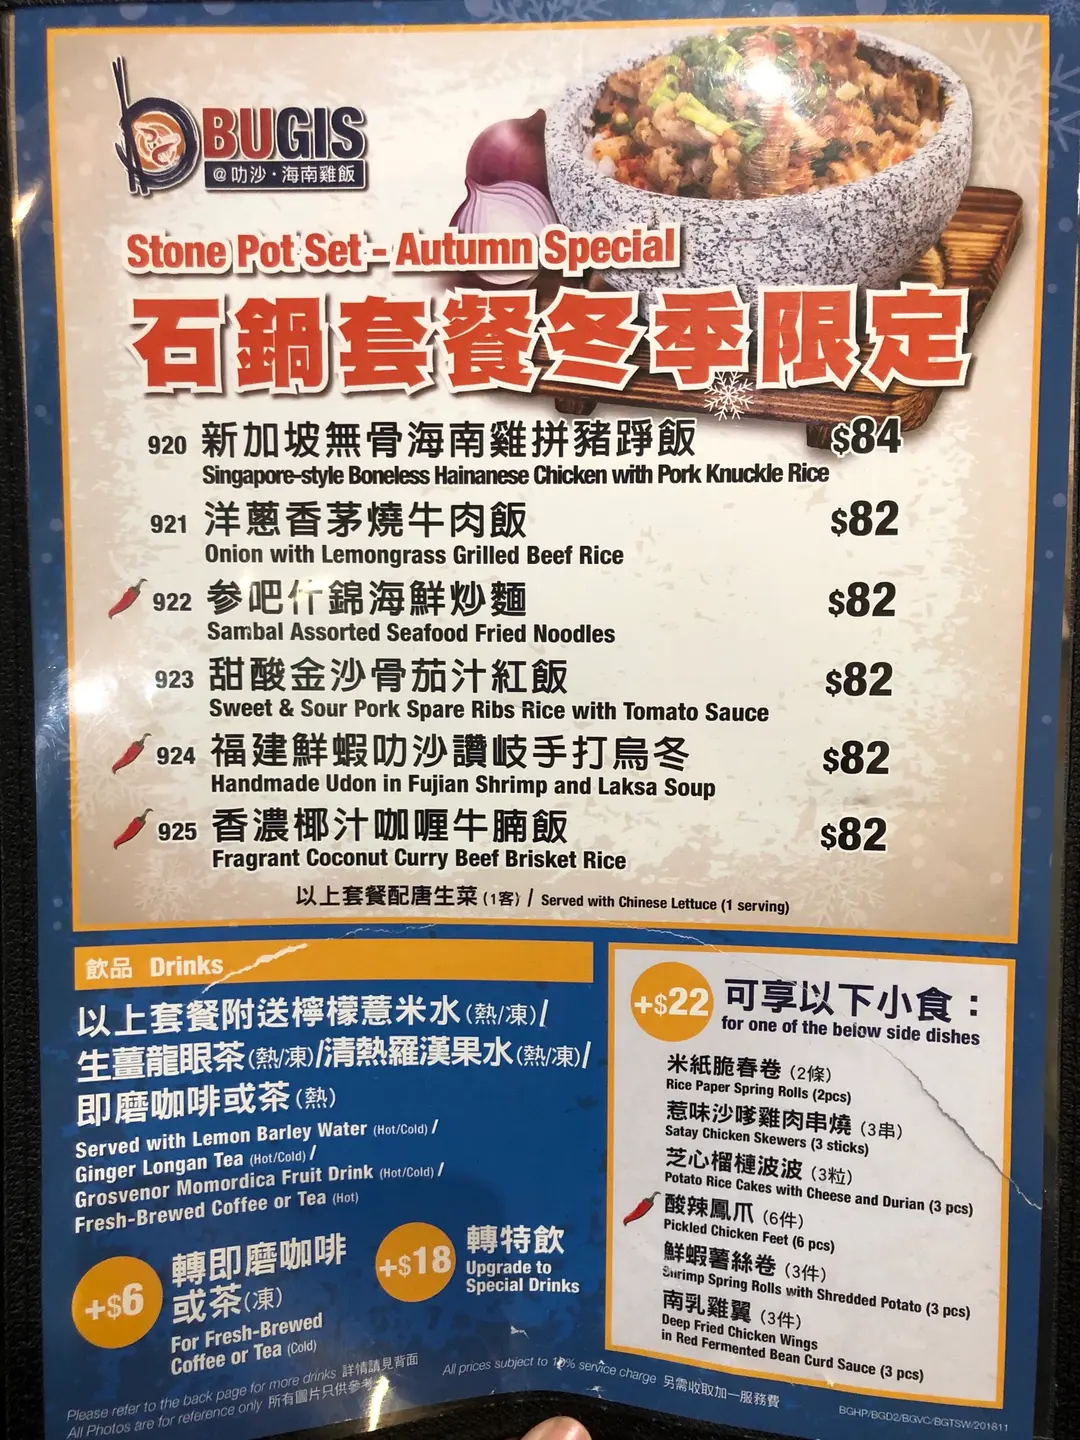 BUGIS
@叻沙·海南雞飯
Stone Pot Set - Autumn Special
石鍋套餐冬季限定
920 新加坡無骨海南雞拼豬踭飯 $84
Singapore-style Boneless Hainanese Chicken with Pork Knuckle Rice
921 洋蔥香茅燒牛肉飯 $82
Onion with Lemongrass Grilled Beef Rice
922 參吧什錦海鮮炒麵 $82
Sambal Assorted Seafood Fried Noodles
923 甜酸金沙骨茄汁紅飯 $82
Sweet & Sour Pork Spare Ribs Rice with Tomato Sauce
924 福建鮮蝦叻沙讚岐手打烏冬 $82
Handmade Udon in Fujian Shrimp and Laksa Soup
925 香濃椰汁咖喱牛腩飯 $82
Fragrant Coconut Curry Beef Brisket Rice
以上套餐配唐生菜 (1客) / Served with Chinese Lettuce (1 serving)
飲品 Drinks
以上套餐附送檸檬薏米水 (熱/凍) /
生薑龍眼茶 (熱/凍) /清熱羅漢果水 (熱/凍) /
即磨咖啡或茶 (熱)
Served with Lemon Barley Water (Hot/Cold) /
Ginger Longan Tea (Hot/Cold) /
Grosvenor Momordica Fruit Drink (Hot/Cold) /
Fresh-Brewed Coffee or Tea (Hot)
+$6
轉即磨咖啡
或茶 (凍)
For Fresh-Brewed
Coffee or Tea (Cold)
+$18
轉特飲
Upgrade to
Special Drinks
+$22
可享以下小食：
for one of the below side dishes
米紙脆春卷 (2條)
Rice Paper Spring Rolls (2pcs)
惹味沙嗲雞肉串燒 (3串)
Satay Chicken Skewers (3 sticks)
芝心榴槤波波 (3粒)
Potato Rice Cakes with Cheese and Durian (3 pcs)
酸辣鳳爪 (6件)
Pickled Chicken Feet (6 pcs)
鮮蝦薯絲卷 (3件)
Shrimp Spring Rolls with Shredded Potato (3 pcs)
南乳雞翼 (3件)
Deep Fried Chicken Wings
in Red Fermented Bean Curd Sauce (3 pcs)
Please refer to the back page for more drinks 詳情請見背面
All Photos are for reference only 所有圖片只供參考
All prices subject to 10% service charge 另需收取加一服務費
BGHP/BGD2/BGVC/BGTSW/201811